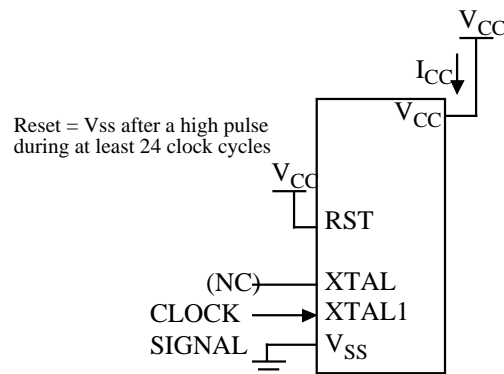 VCC
ICC
VCC
Reset = Vss after a high pulse
during at least 24 clock cycles
VCC
RST
(NC)
XTAL
CLOCK
XTAL1
SIGNAL
VSS